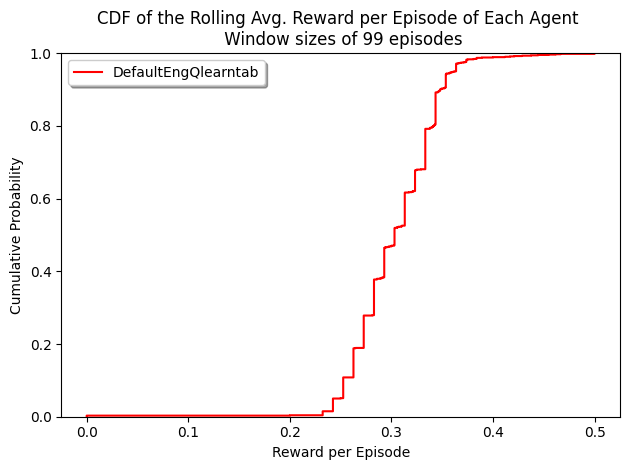 CDF of the Rolling Avg. Reward per Episode of Each Agent
Window sizes of 99 episodes
DefaultEngQlearntab
Cumulative Probability
1.0
0.8
0.6
0.4
0.2
0.0
0.0 0.1 0.2 0.3 0.4 0.5
Reward per Episode